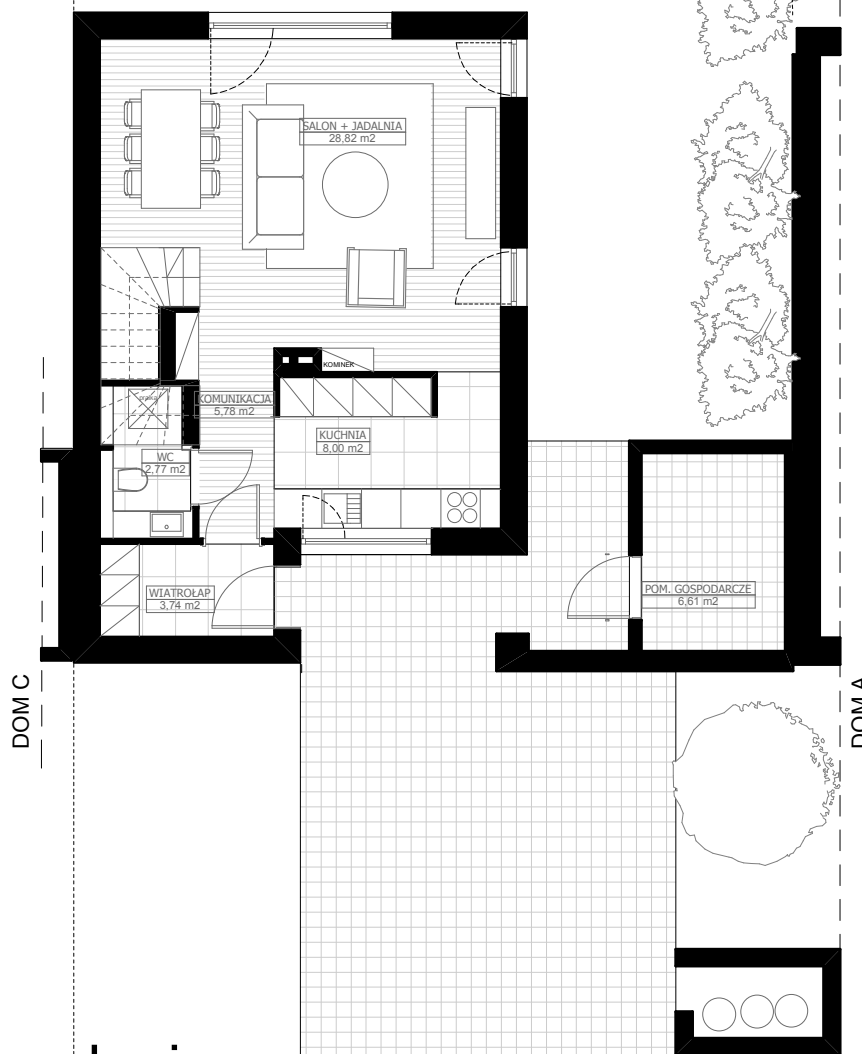 SALON + JADALNIA
28,82 m2
KOMINEK
KOMUNIKACJA
5,78 m2
KUCHNIA
8,00 m2
WC
2,77 m2
WIATROŁAP
3,74 m2
POM. GOSPODARCZE
6,61 m2
DOM C
DOM A